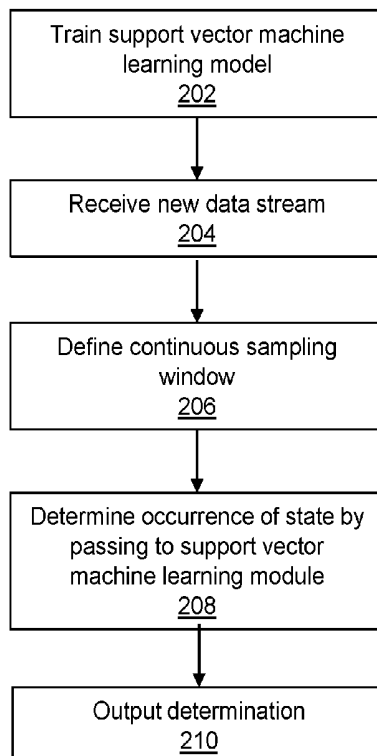 Train support vector machine
learning model
202
Receive new data stream
204
Define continuous sampling
window
206
Determine occurrence of state by
passing to support vector
machine learning module
208
Output determination
210